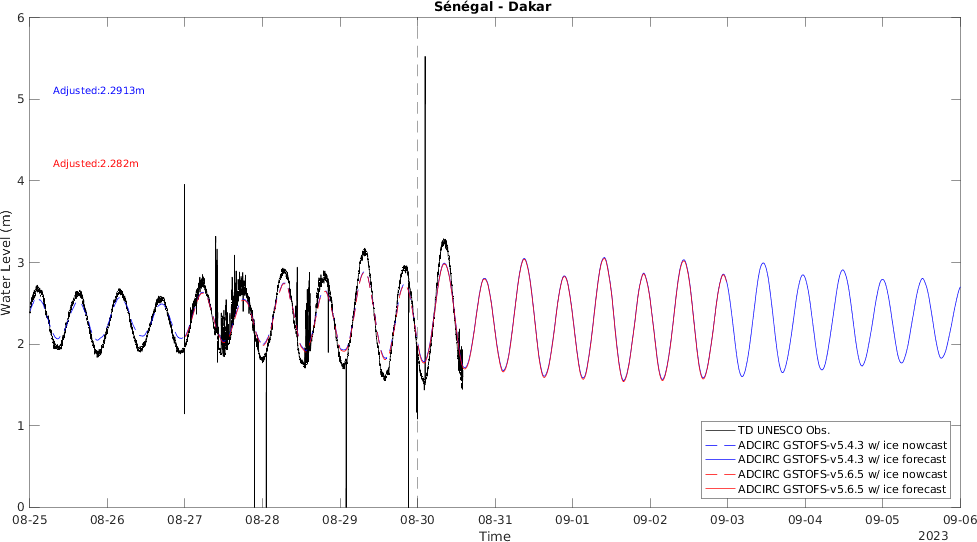 Sénégal - Dakar
Water Level (m)
6
5
4
3
2
1
0
Adjusted:2.2913m
Adjusted:2.282m
TD UNESCO Obs.
ADCIRC GSTOFS-v5.4.3 w/ ice nowcast
ADCIRC GSTOFS-v5.4.3 w/ ice forecast
ADCIRC GSTOFS-v5.6.5 w/ ice nowcast
ADCIRC GSTOFS-v5.6.5 w/ ice forecast
08-25 08-26 08-27 08-28 08-29 08-30 08-31 09-01 09-02 09-03 09-04 09-05 09-06
Time
2023